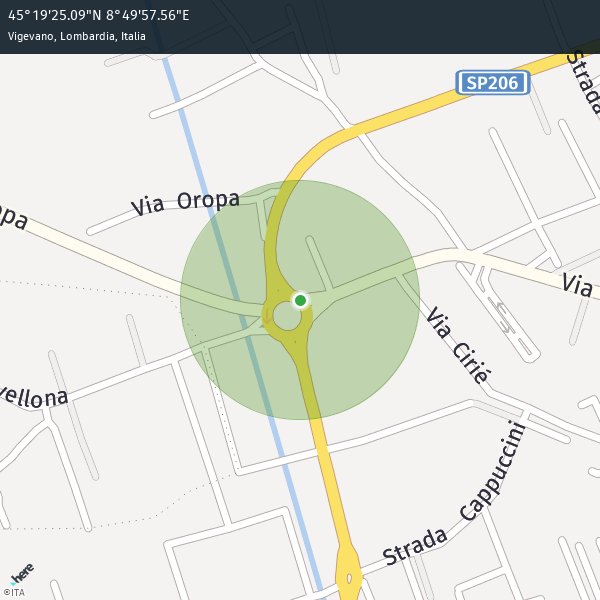 45°19'25.09"N 8°49'57.56"E
Vigevano, Lombardia, Italia
Strada
SP206
Via Oropa
opa
Via
Via Cirié
vellona
Strada Cappuccini
here
©ITA